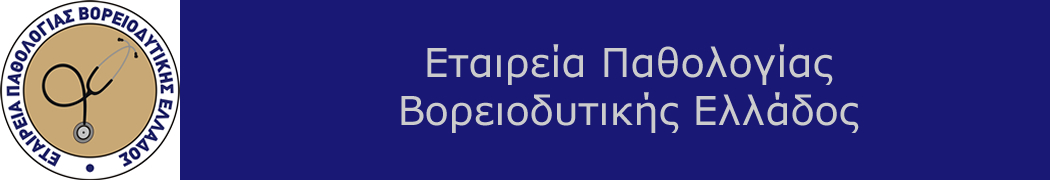 ΕΤΑΙΡΕΙΑ ΠΑΘΟΛΟΓΙΑΣ ΒΟΡΕΙΟΔΥΤΙΚΗΣ ΕΛΛΑΔΟΣ
Εταιρεία Παθολογίας
Βορειοδυτικής Ελλάδος